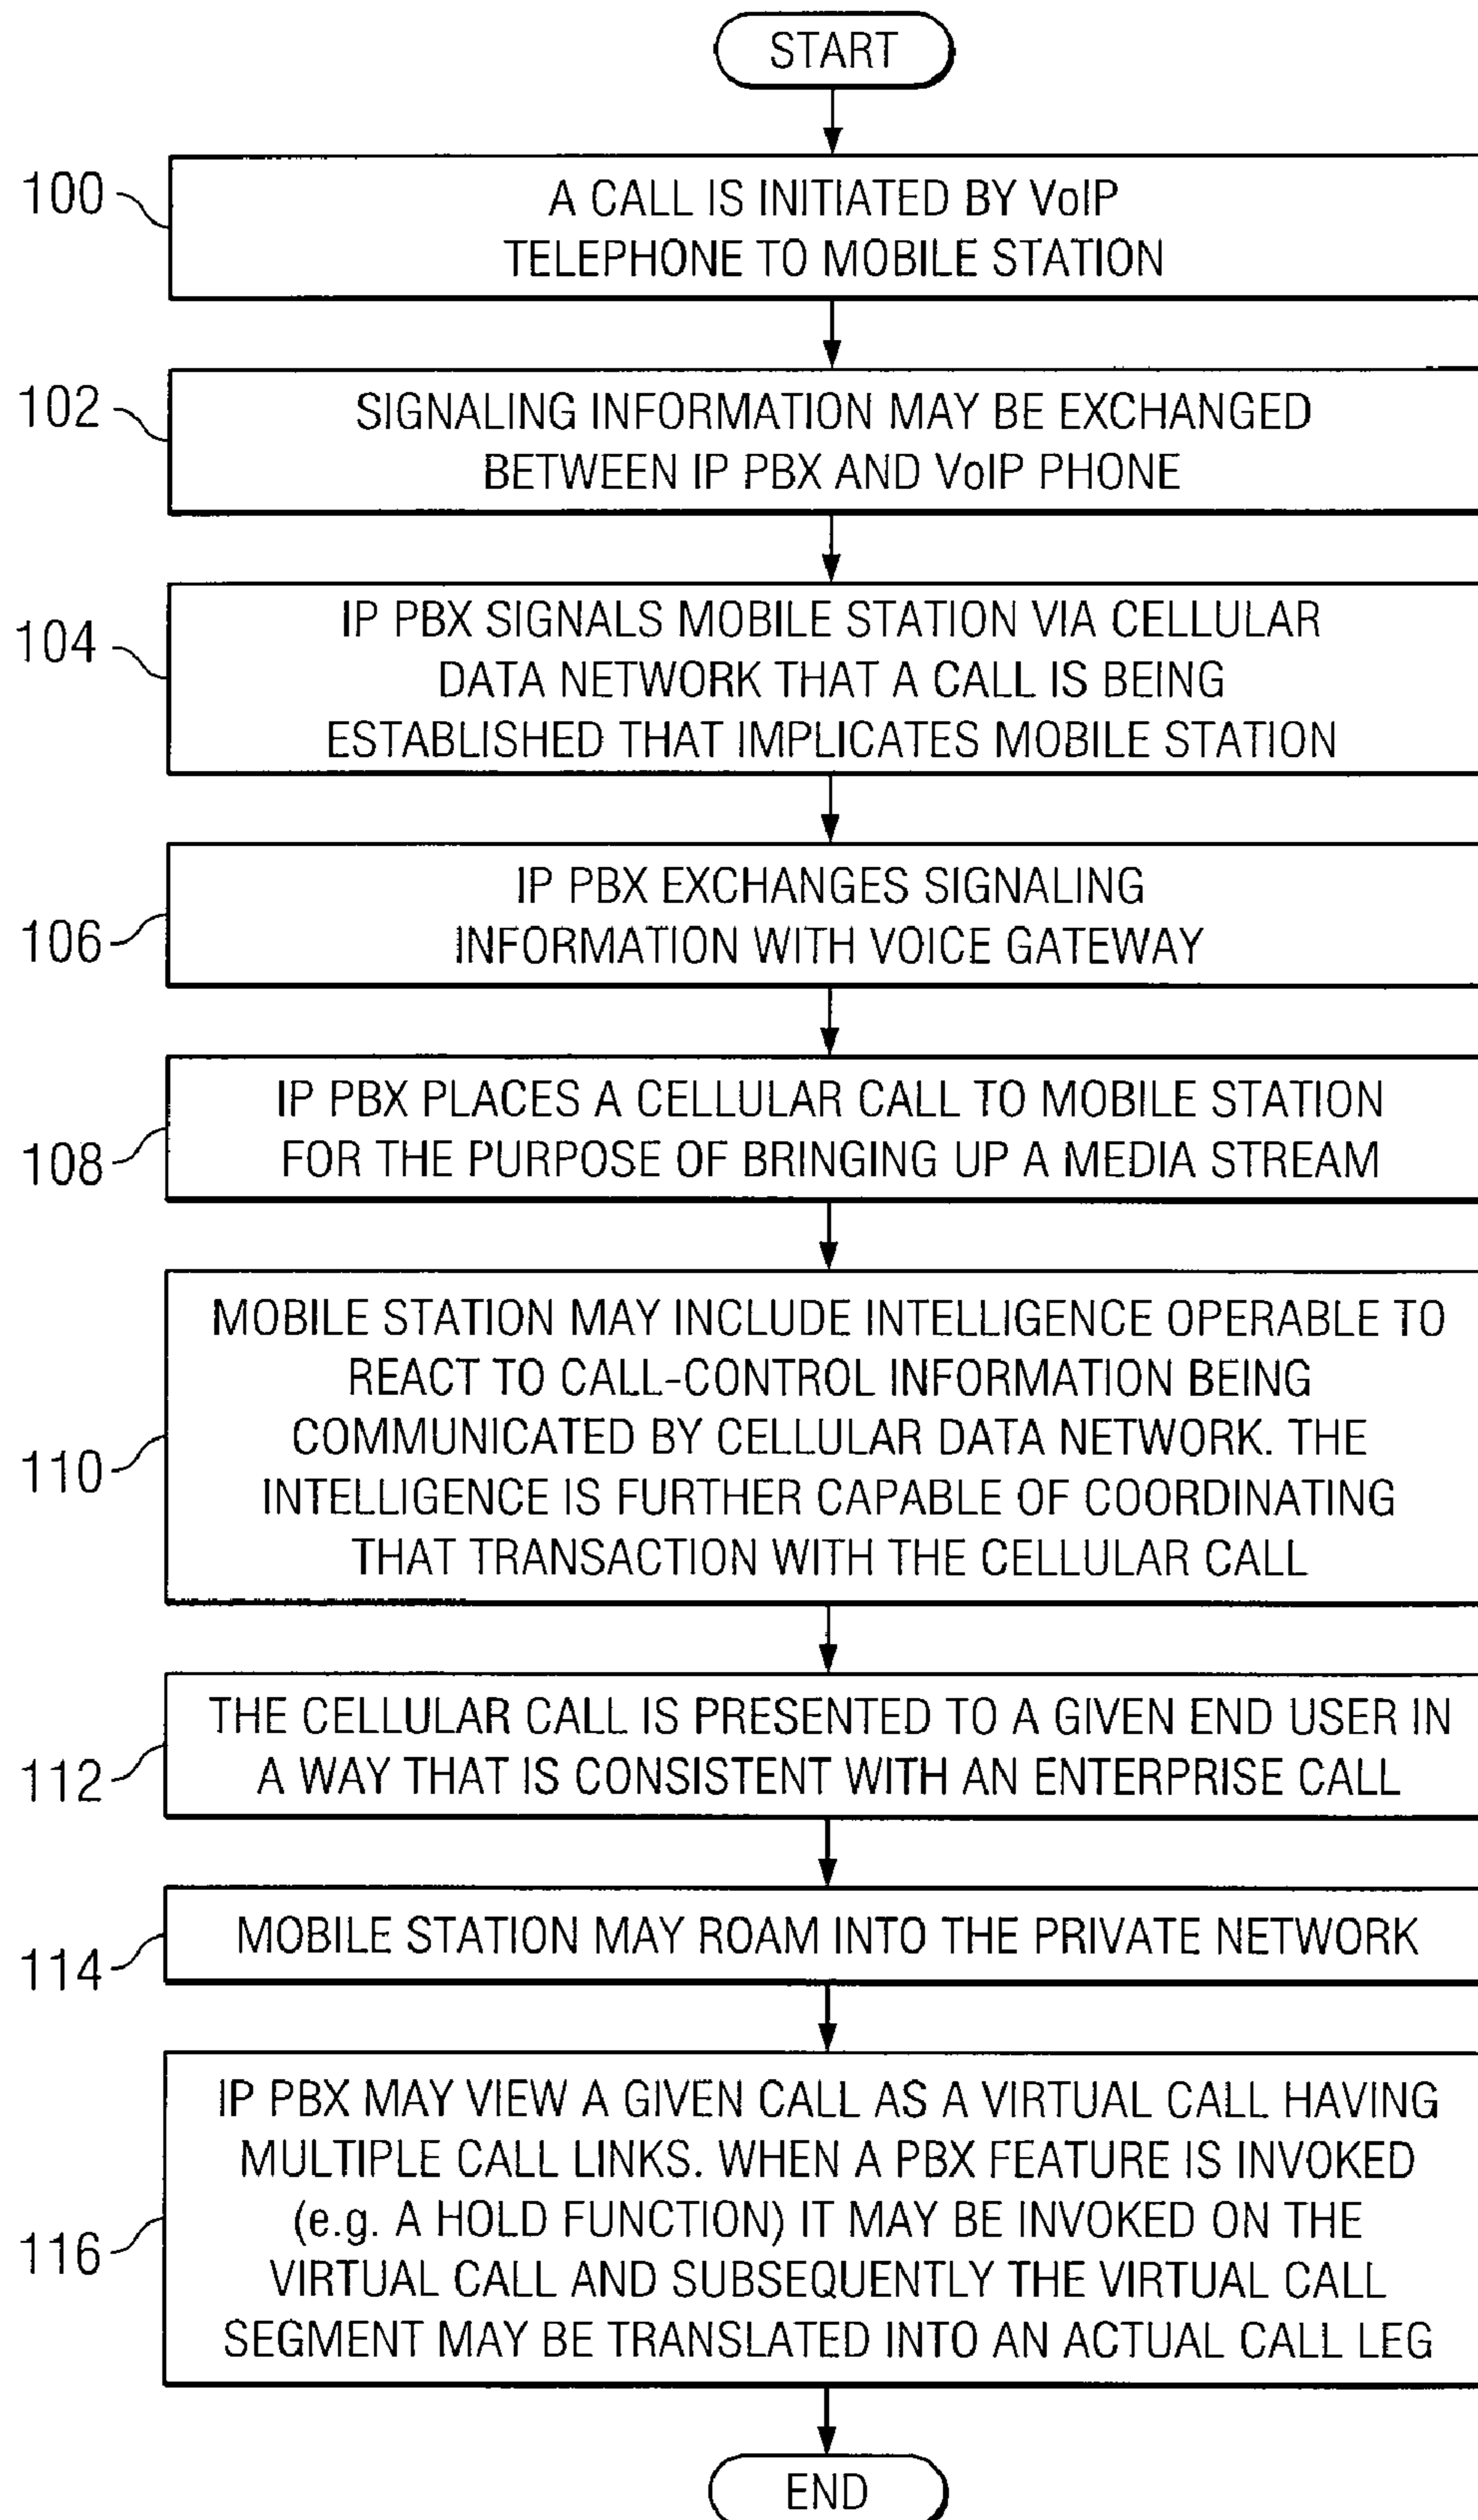 START
100
A CALL IS INITIATED BY VoIP
TELEPHONE TO MOBILE STATION
102
SIGNALING INFORMATION MAY BE EXCHANGED
BETWEEN IP PBX AND VoIP PHONE
104
IP PBX SIGNALS MOBILE STATION VIA CELLULAR
DATA NETWORK THAT A CALL IS BEING
ESTABLISHED THAT IMPLICATES MOBILE STATION
106
IP PBX EXCHANGES SIGNALING
INFORMATION WITH VOICE GATEWAY
108
IP PBX PLACES A CELLULAR CALL TO MOBILE STATION
FOR THE PURPOSE OF BRINGING UP A MEDIA STREAM
110
MOBILE STATION MAY INCLUDE INTELLIGENCE OPERABLE TO
REACT TO CALL-CONTROL INFORMATION BEING
COMMUNICATED BY CELLULAR DATA NETWORK. THE
INTELLIGENCE IS FURTHER CAPABLE OF COORDINATING
THAT TRANSACTION WITH THE CELLULAR CALL
112
THE CELLULAR CALL IS PRESENTED TO A GIVEN END USER IN
A WAY THAT IS CONSISTENT WITH AN ENTERPRISE CALL
114
MOBILE STATION MAY ROAM INTO THE PRIVATE NETWORK
116
IP PBX MAY VIEW A GIVEN CALL AS A VIRTUAL CALL HAVING
MULTIPLE CALL LINKS. WHEN A PBX FEATURE IS INVOKED
(e.g. A HOLD FUNCTION) IT MAY BE INVOKED ON THE
VIRTUAL CALL AND SUBSEQUENTLY THE VIRTUAL CALL
SEGMENT MAY BE TRANSLATED INTO AN ACTUAL CALL LEG
END